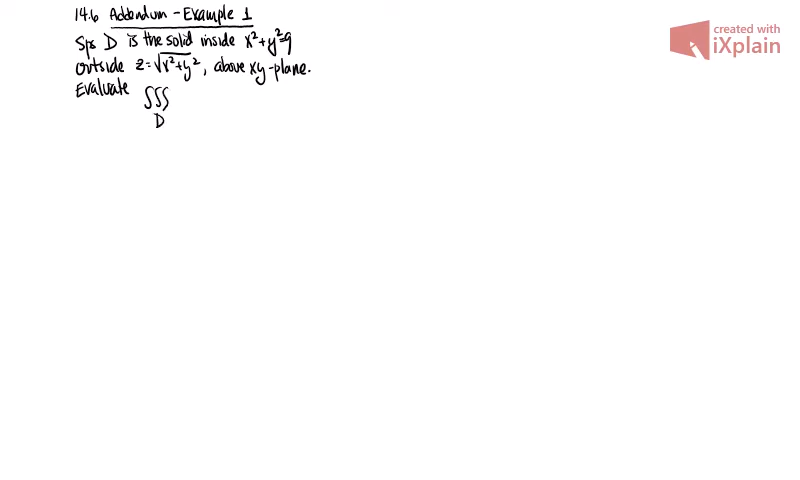 14.6 Addendum - Example 1
Sps D is the solid inside x²+y²=9
outside z=√x²+y², above xy-plane.
Evaluate ∭
D
created with
iXplain